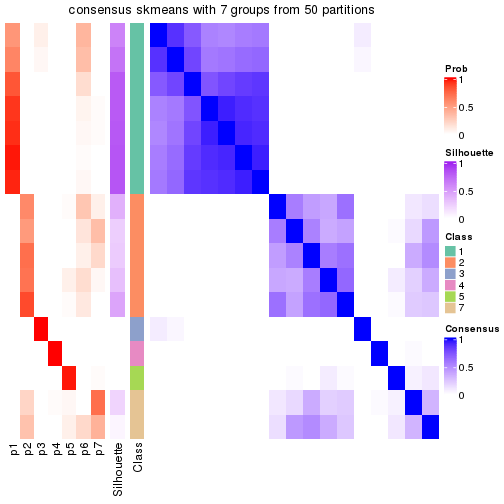 consensus skmeans with 7 groups from 50 partitions
Prob
1
0.5
0
Silhouette
1
0.5
0
Class
1
2
3
4
5
7
Consensus
1
0.5
0
p1
p2
p3
p4
p5
p6
p7
Silhouette
Class